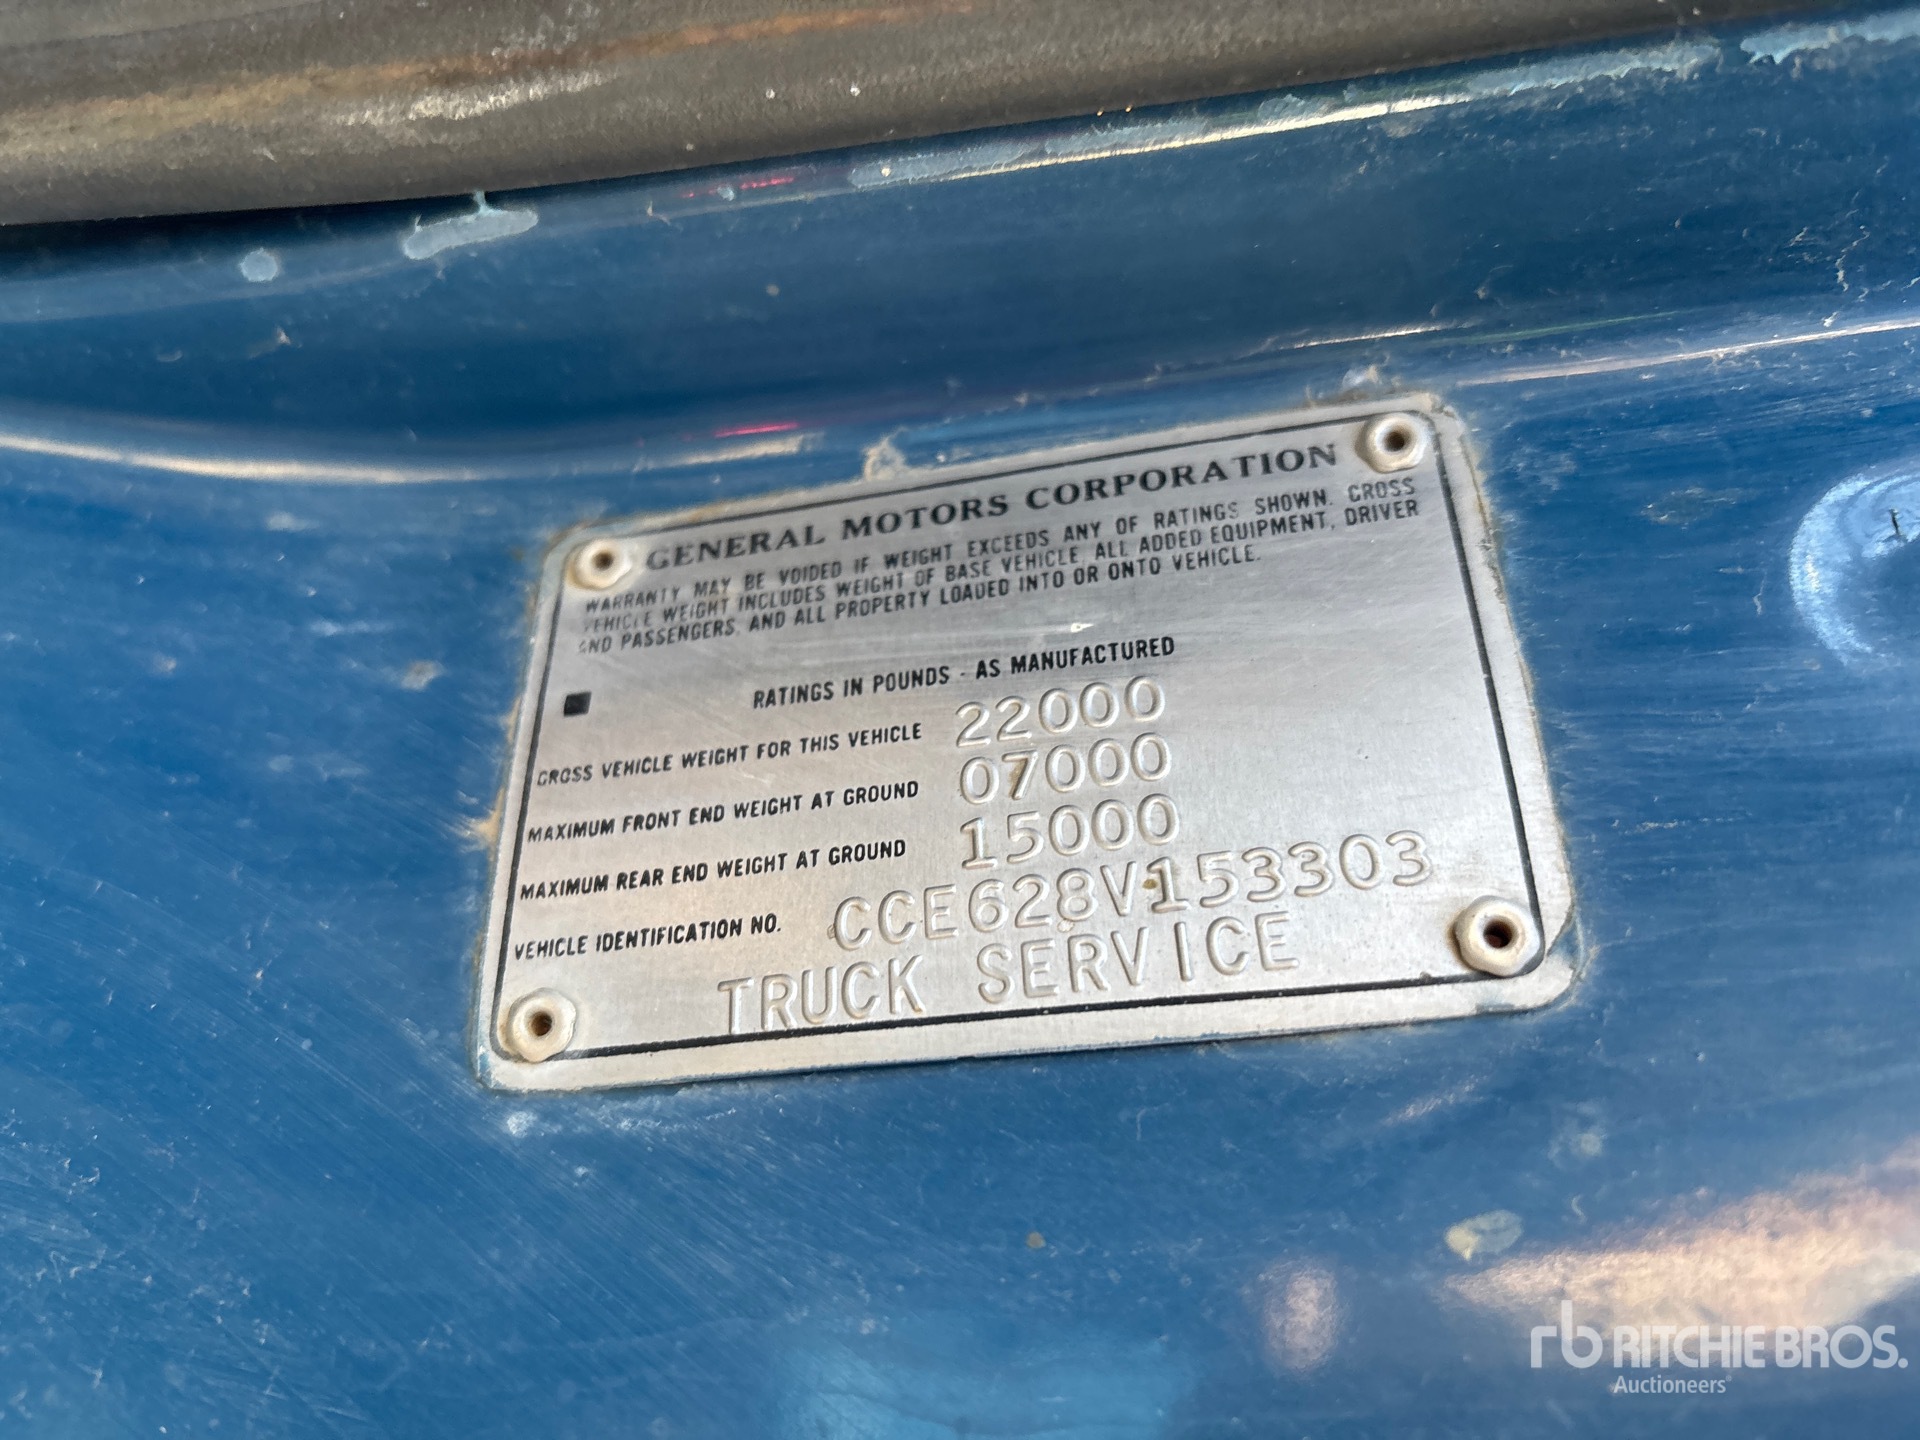 GENERAL MOTORS CORPORATION
WARRANTY MAY BE VOIDED IF WEIGHT EXCEEDS ANY OF RATINGS SHOWN. GROSS
VEHICLE WEIGHT INCLUDES WEIGHT OF BASE VEHICLE, ALL ADDED EQUIPMENT, DRIVER
AND PASSENGERS, AND ALL PROPERTY LOADED INTO OR ONTO VEHICLE.
RATINGS IN POUNDS - AS MANUFACTURED
GROSS VEHICLE WEIGHT FOR THIS VEHICLE 22000
MAXIMUM FRONT END WEIGHT AT GROUND 07000
MAXIMUM REAR END WEIGHT AT GROUND 15000
VEHICLE IDENTIFICATION NO. CCE628V153303
TRUCK SERVICE
rb RITCHIE BROS.
Auctioneers